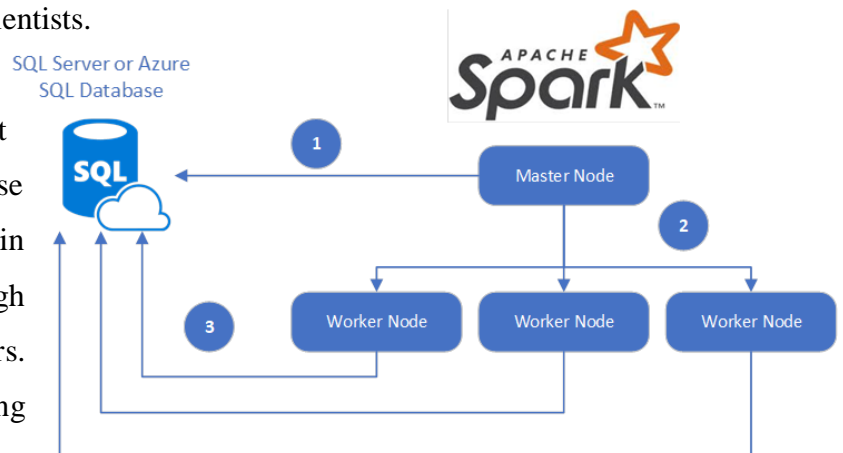 entists.
SQL Server or Azure
SQL Database
APACHE
Spark
TM
t
SQL
1
Master Node
se
2
in
gh
3
Worker Node
Worker Node
Worker Node
rs.
ng